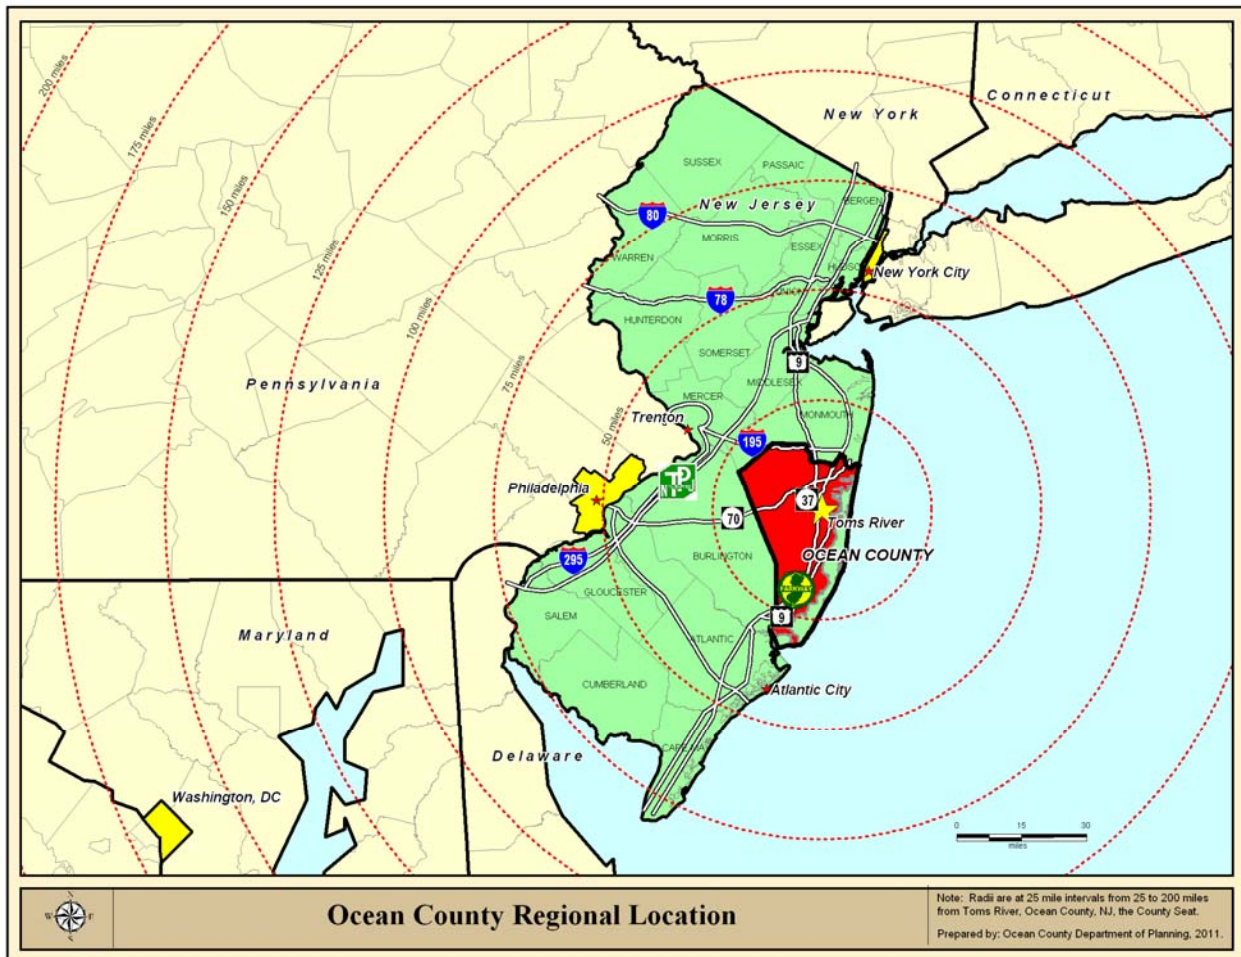 Connecticut
New York
200 miles
175 miles
150 miles
125 miles
100 miles
75 miles
50 miles
SUSSEX
PASSAIC
BERGEN
New Jersey
80
MORRIS
ESSEX
WARREN
HUDSON
New York City
78
UNION
HUNTERDON
SOMERSET
9
Pennsylvania
MIDDLESEX
MERCER
MONMOUTH
Trenton
195
Philadelphia
37
70
Toms River
OCEAN COUNTY
BURLINGTON
295
GLOUCESTER
PARKWAY
SALEM
9
Maryland
ATLANTIC
CUMBERLAND
Atlantic City
CAPE MAY
Delaware
Washington, DC
0 15 30
miles
W
Ocean County Regional Location
Note: Radii are at 25 mile intervals from 25 to 200 miles
from Toms River, Ocean County, NJ, the County Seat.
Prepared by: Ocean County Department of Planning, 2011.